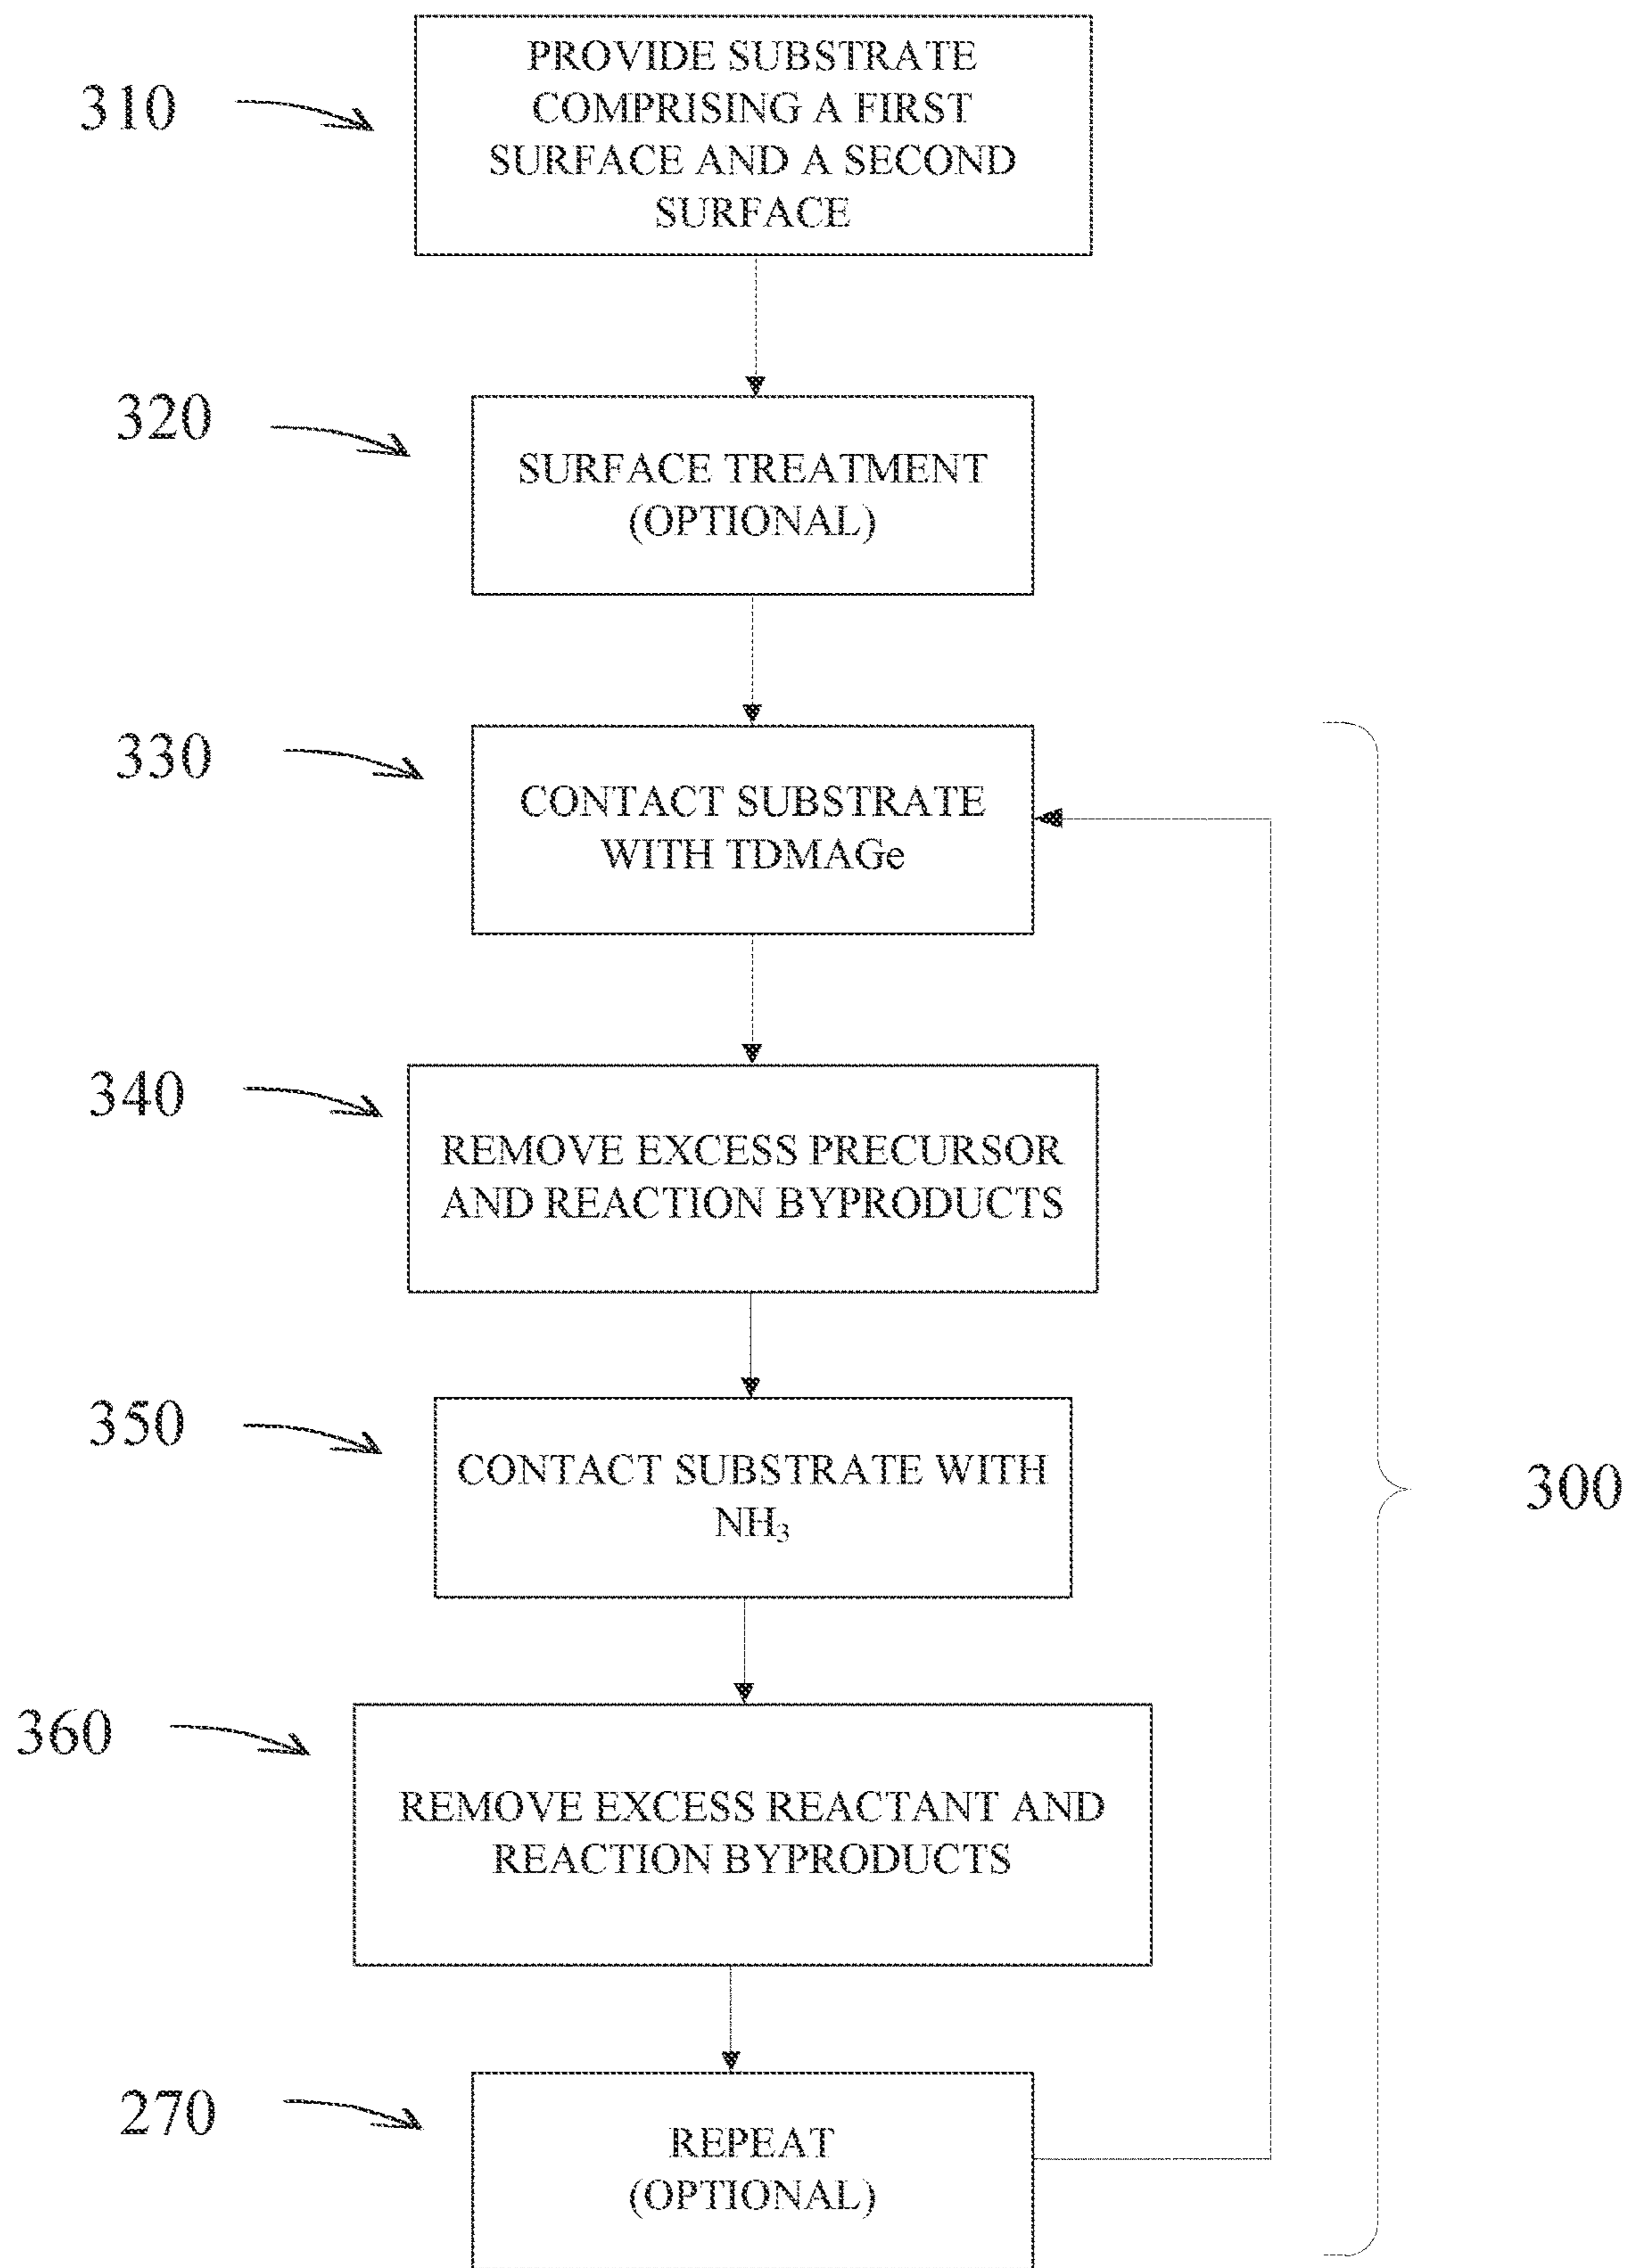 310
PROVIDE SUBSTRATE
COMPRISING A FIRST
SURFACE AND A SECOND
SURFACE
320
SURFACE TREATMENT
(OPTIONAL)
330
CONTACT SUBSTRATE
WITH TDMAGe
340
REMOVE EXCESS PRECURSOR
AND REACTION BYPRODUCTS
350
CONTACT SUBSTRATE WITH
NH₃
300
360
REMOVE EXCESS REACTANT AND
REACTION BYPRODUCTS
270
REPEAT
(OPTIONAL)